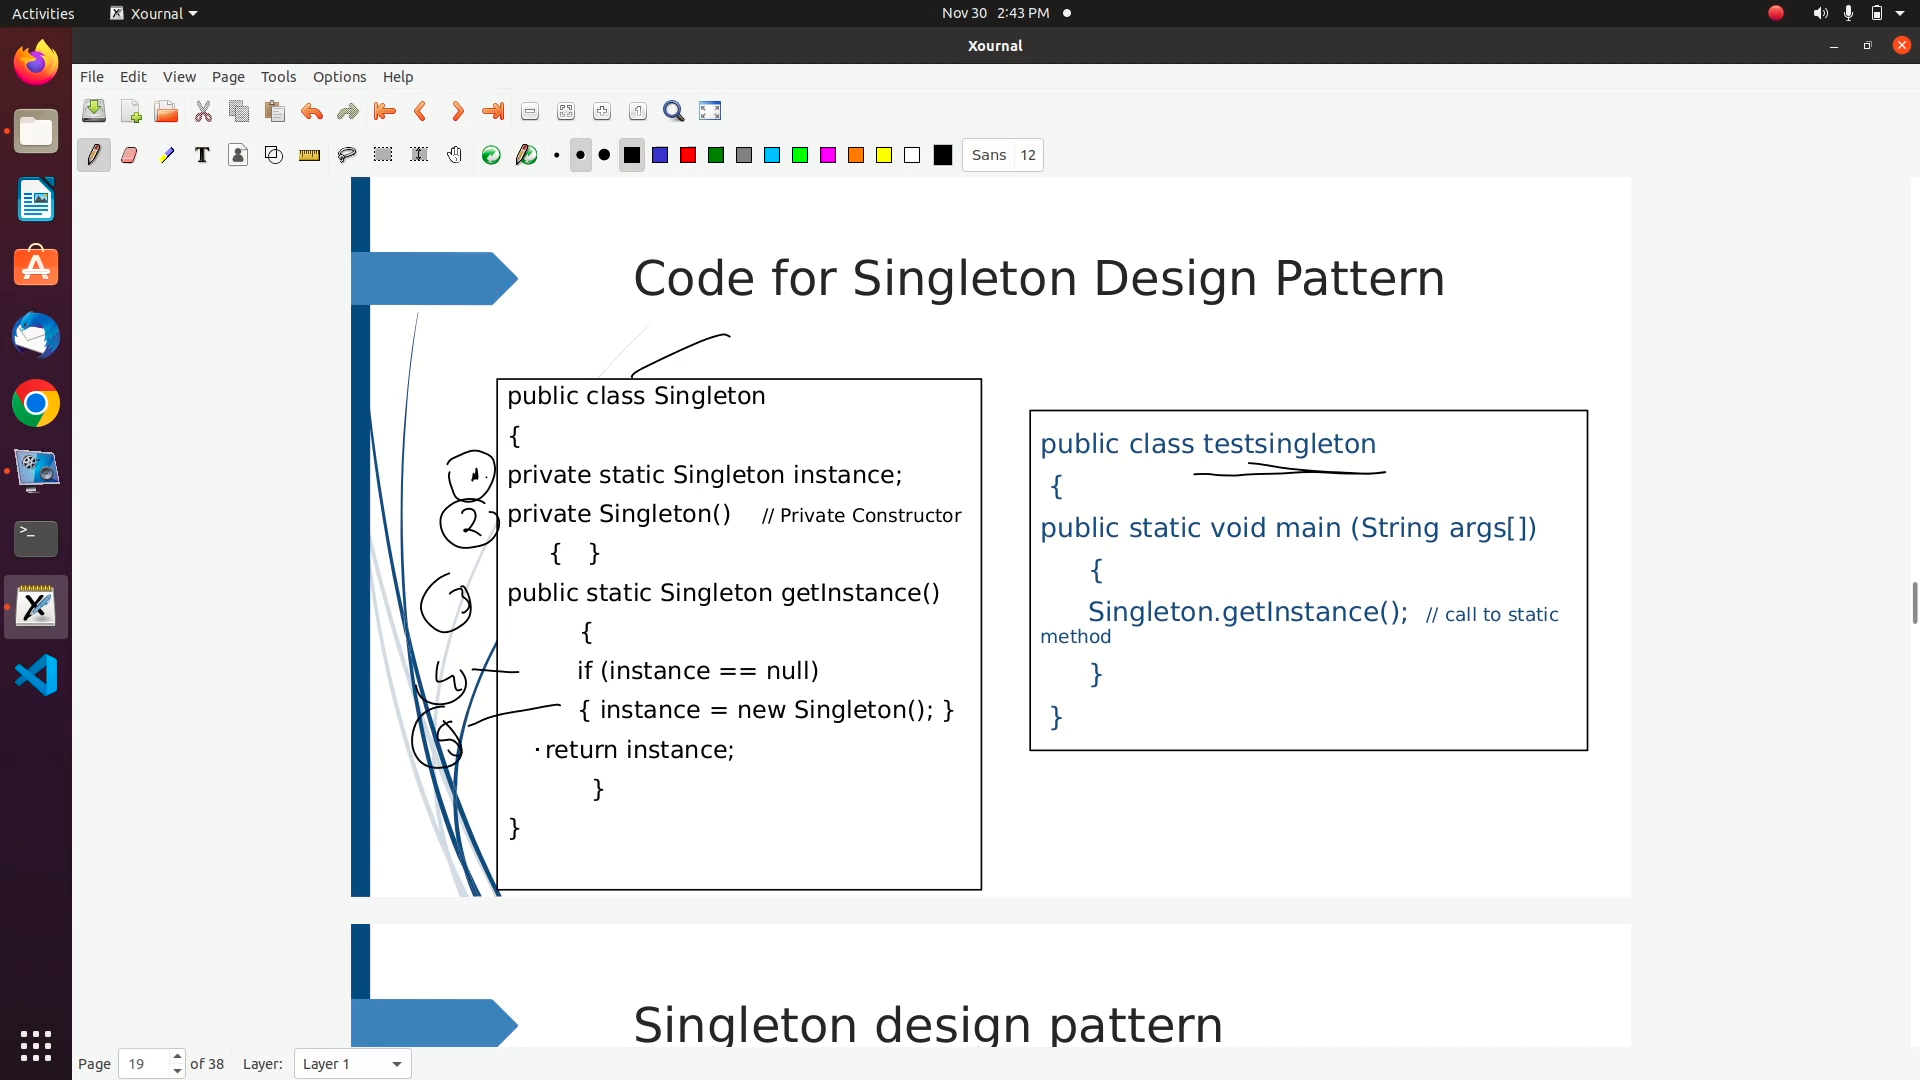 Activities
Xournal
Nov 30 2:43 PM
Xournal
File Edit View Page Tools Options Help
T
Sans 12
Code for Singleton Design Pattern
public class Singleton
{
1 private static Singleton instance;
2 private Singleton() // Private Constructor
{ }
3 public static Singleton getInstance()
{
4 if (instance == null)
5 { instance = new Singleton(); }
return instance;
}
}
public class testsingleton
{
public static void main (String args[])
{
Singleton.getInstance(); // call to static
method
}
}
Singleton design pattern
Page 19 of 38 Layer: Layer 1